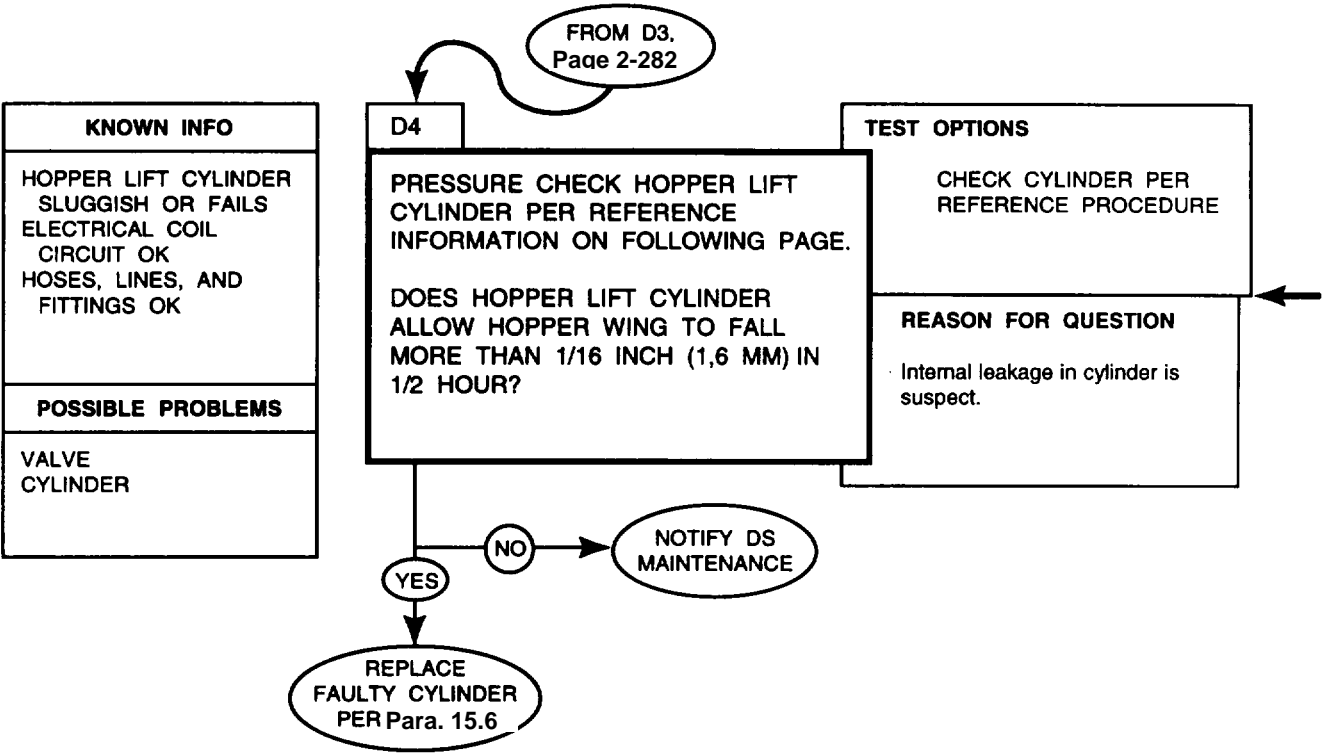 FROM D3,
Page 2-282
KNOWN INFO
HOPPER LIFT CYLINDER
SLUGGISH OR FAILS
ELECTRICAL COIL
CIRCUIT OK
HOSES, LINES, AND
FITTINGS OK
POSSIBLE PROBLEMS
VALVE
CYLINDER
D4
PRESSURE CHECK HOPPER LIFT
CYLINDER PER REFERENCE
INFORMATION ON FOLLOWING PAGE.
DOES HOPPER LIFT CYLINDER
ALLOW HOPPER WING TO FALL
MORE THAN 1/16 INCH (1,6 MM) IN
1/2 HOUR?
TEST OPTIONS
CHECK CYLINDER PER
REFERENCE PROCEDURE
REASON FOR QUESTION
Internal leakage in cylinder is
suspect.
NO
NOTIFY DS
MAINTENANCE
YES
REPLACE
FAULTY CYLINDER
PER Para. 15.6